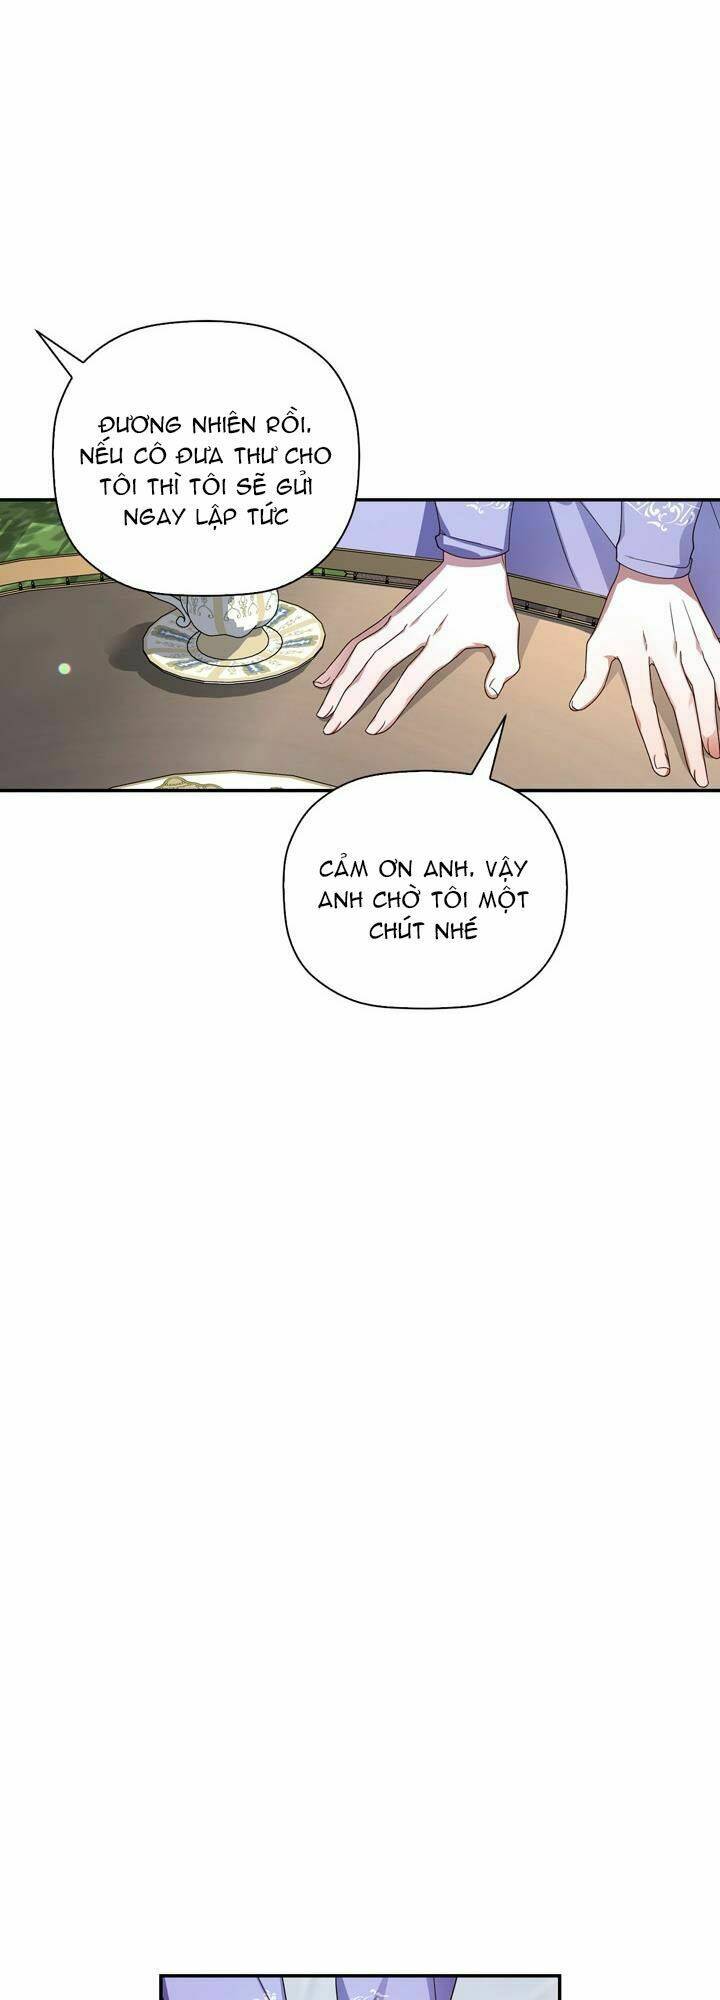 ĐƯƠNG NHIÊN RỒI,
NẾU CÔ ĐƯA THƯ CHO
TÔI THÌ TÔI SẼ GỬI
NGAY LẬP TỨC
CẢM ƠN ANH, VẬY
ANH CHỜ TÔI MỘT
CHÚT NHÉ